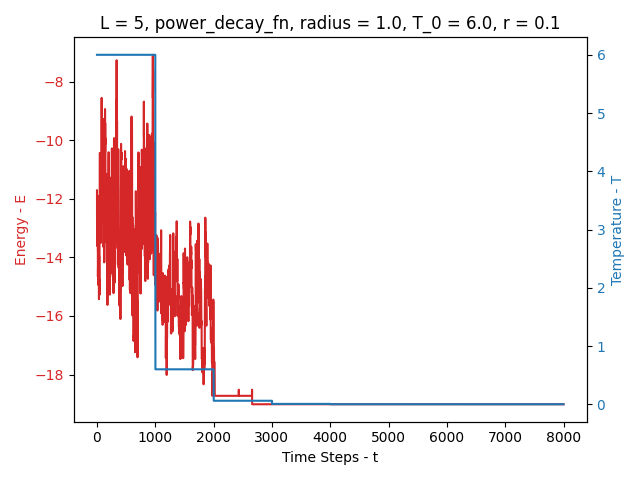 L = 5, power_decay_fn, radius = 1.0, T_0 = 6.0, r = 0.1
−8
−10
−12
−14
−16
−18
Energy - E
6
5
4
3
2
1
0
Temperature - T
0 1000 2000 3000 4000 5000 6000 7000 8000
Time Steps - t